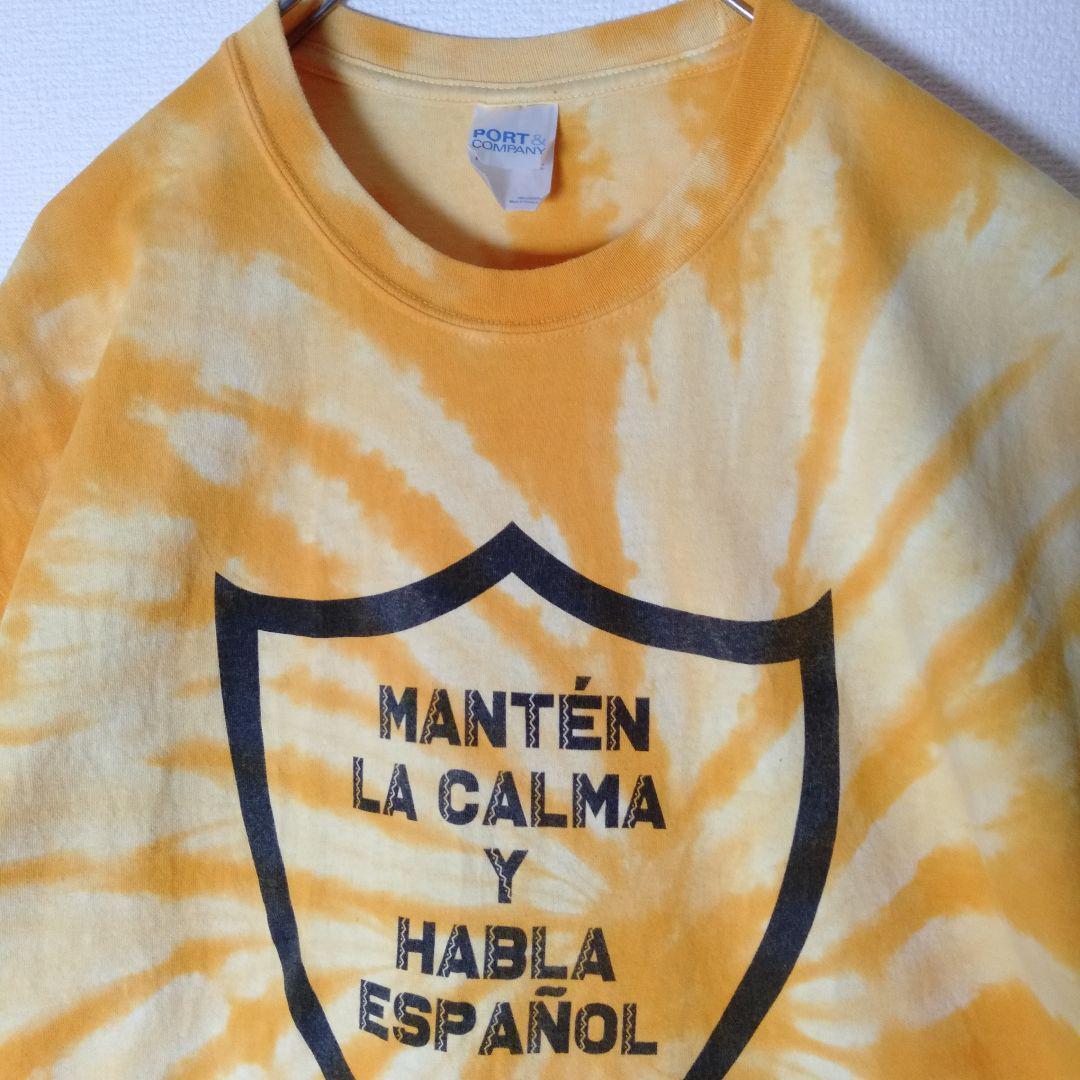 PORT &
COMPANY
MANTÉN
LA CALMA
Y
HABLA
ESPAÑOL